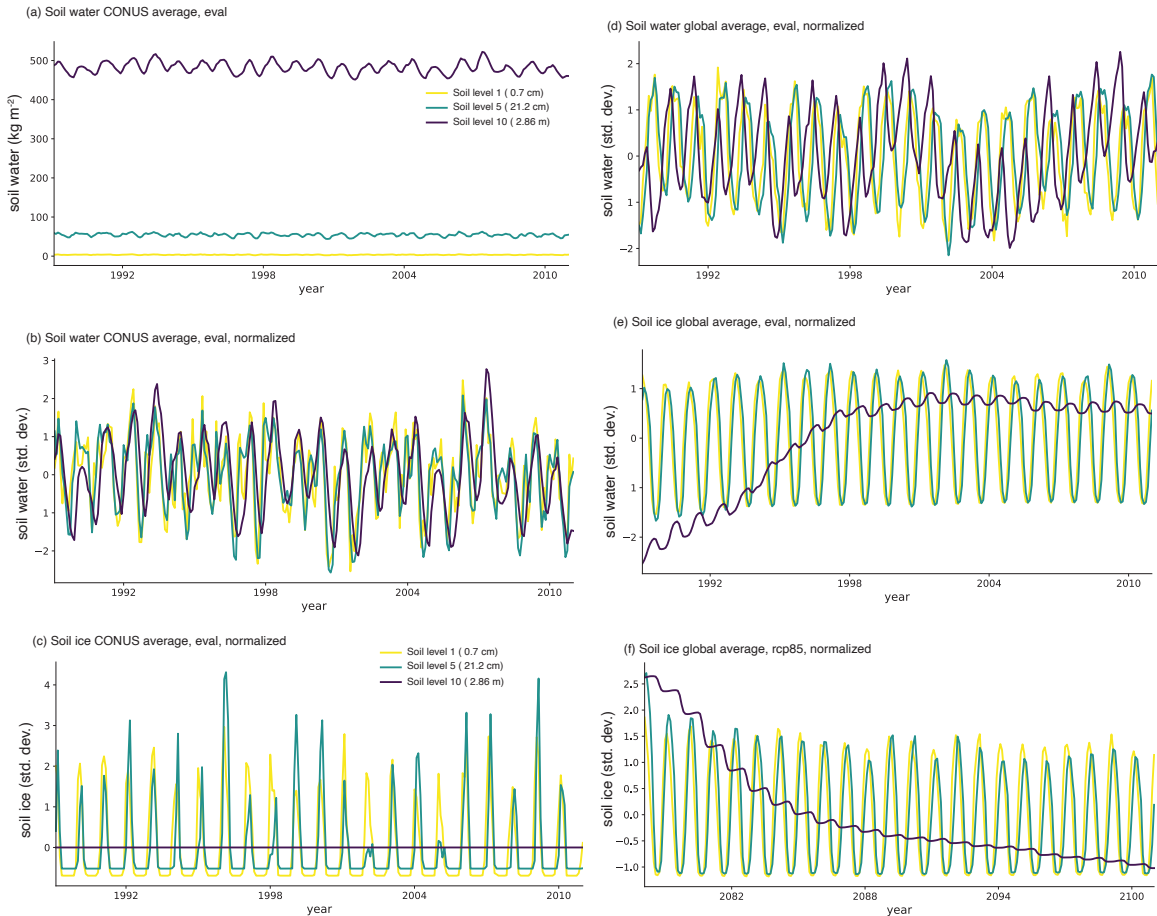 (a) Soil water CONUS average, eval
soil water (kg m⁻²)
500
400
300
200
100
0
Soil level 1 ( 0.7 cm)
Soil level 5 ( 21.2 cm)
Soil level 10 ( 2.86 m)
1992
1998
2004
2010
year
(b) Soil water CONUS average, eval, normalized
soil water (std. dev.)
3
2
1
0
1
−2
1992
1998
2004
2010
year
(c) Soil ice CONUS average, eval, normalized
soil ice (std. dev.)
4
3
2
1
0
Soil level 1 ( 0.7 cm)
Soil level 5 ( 21.2 cm)
Soil level 10 ( 2.86 m)
1992
1998
2004
2010
year
(d) Soil water global average, eval, normalized
soil water (std. dev.)
2
1
0
1
−2
1992
1998
2004
2010
year
(e) Soil ice global average, eval, normalized
soil water (std. dev.)
1
0
1
−2
1992
1998
2004
2010
year
(f) Soil ice global average, rcp85, normalized
soil ice (std. dev.)
2.5
2.0
1.5
1.0
0.5
0.0
−0.5
−1.0
2082
2088
2094
2100
year